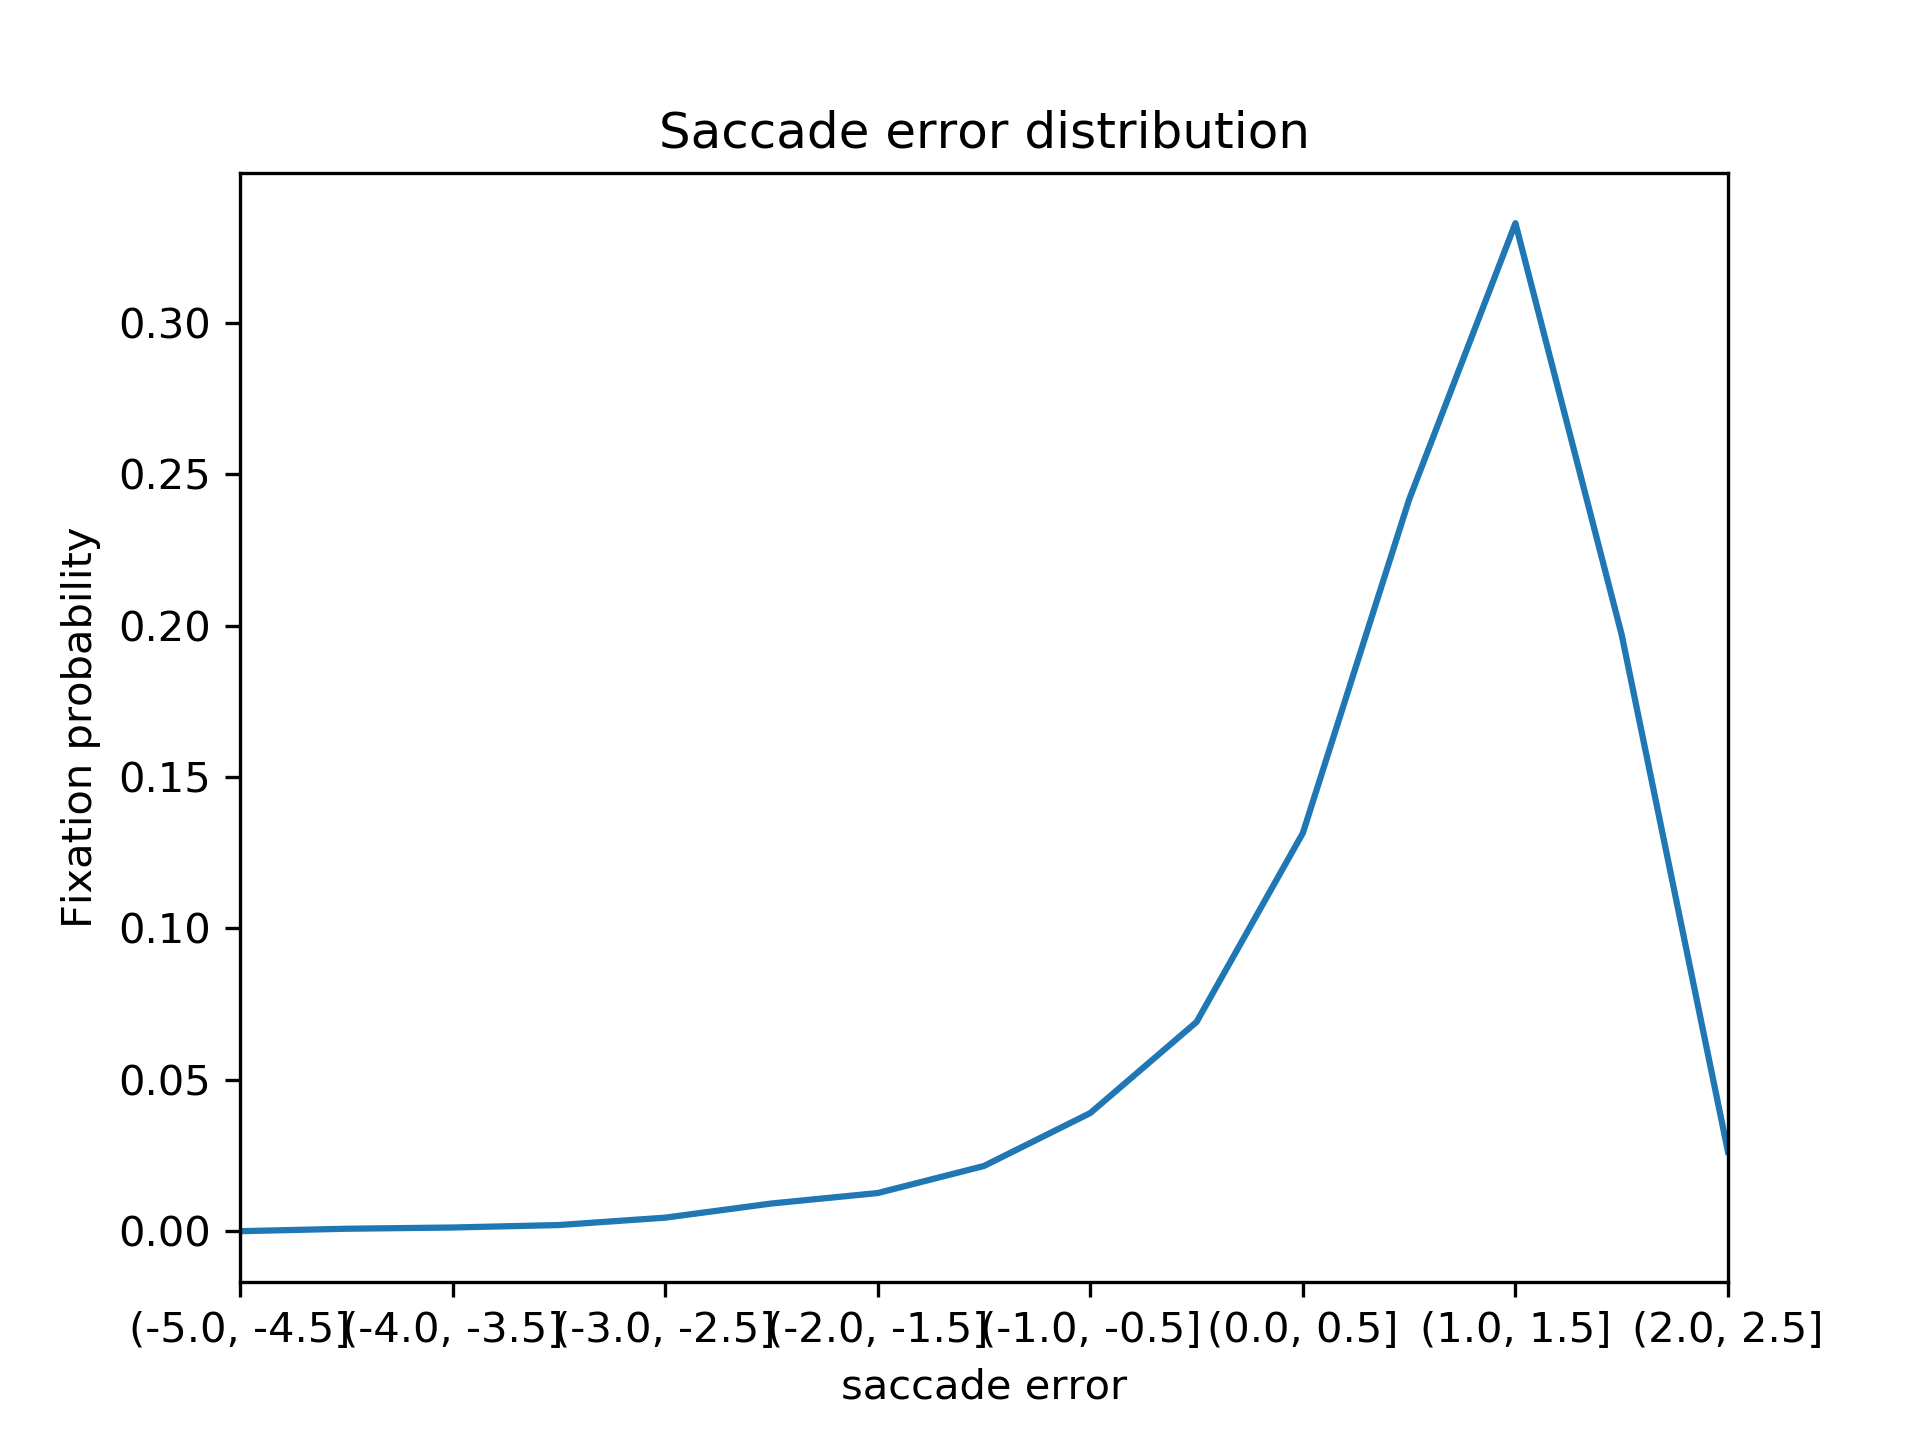 Saccade error distribution
Fixation probability
0.30
0.25
0.20
0.15
0.10
0.05
0.00
(-5.0, -4.5] (-4.0, -3.5] (-3.0, -2.5] (-2.0, -1.5] (-1.0, -0.5] (0.0, 0.5] (1.0, 1.5] (2.0, 2.5]
saccade error